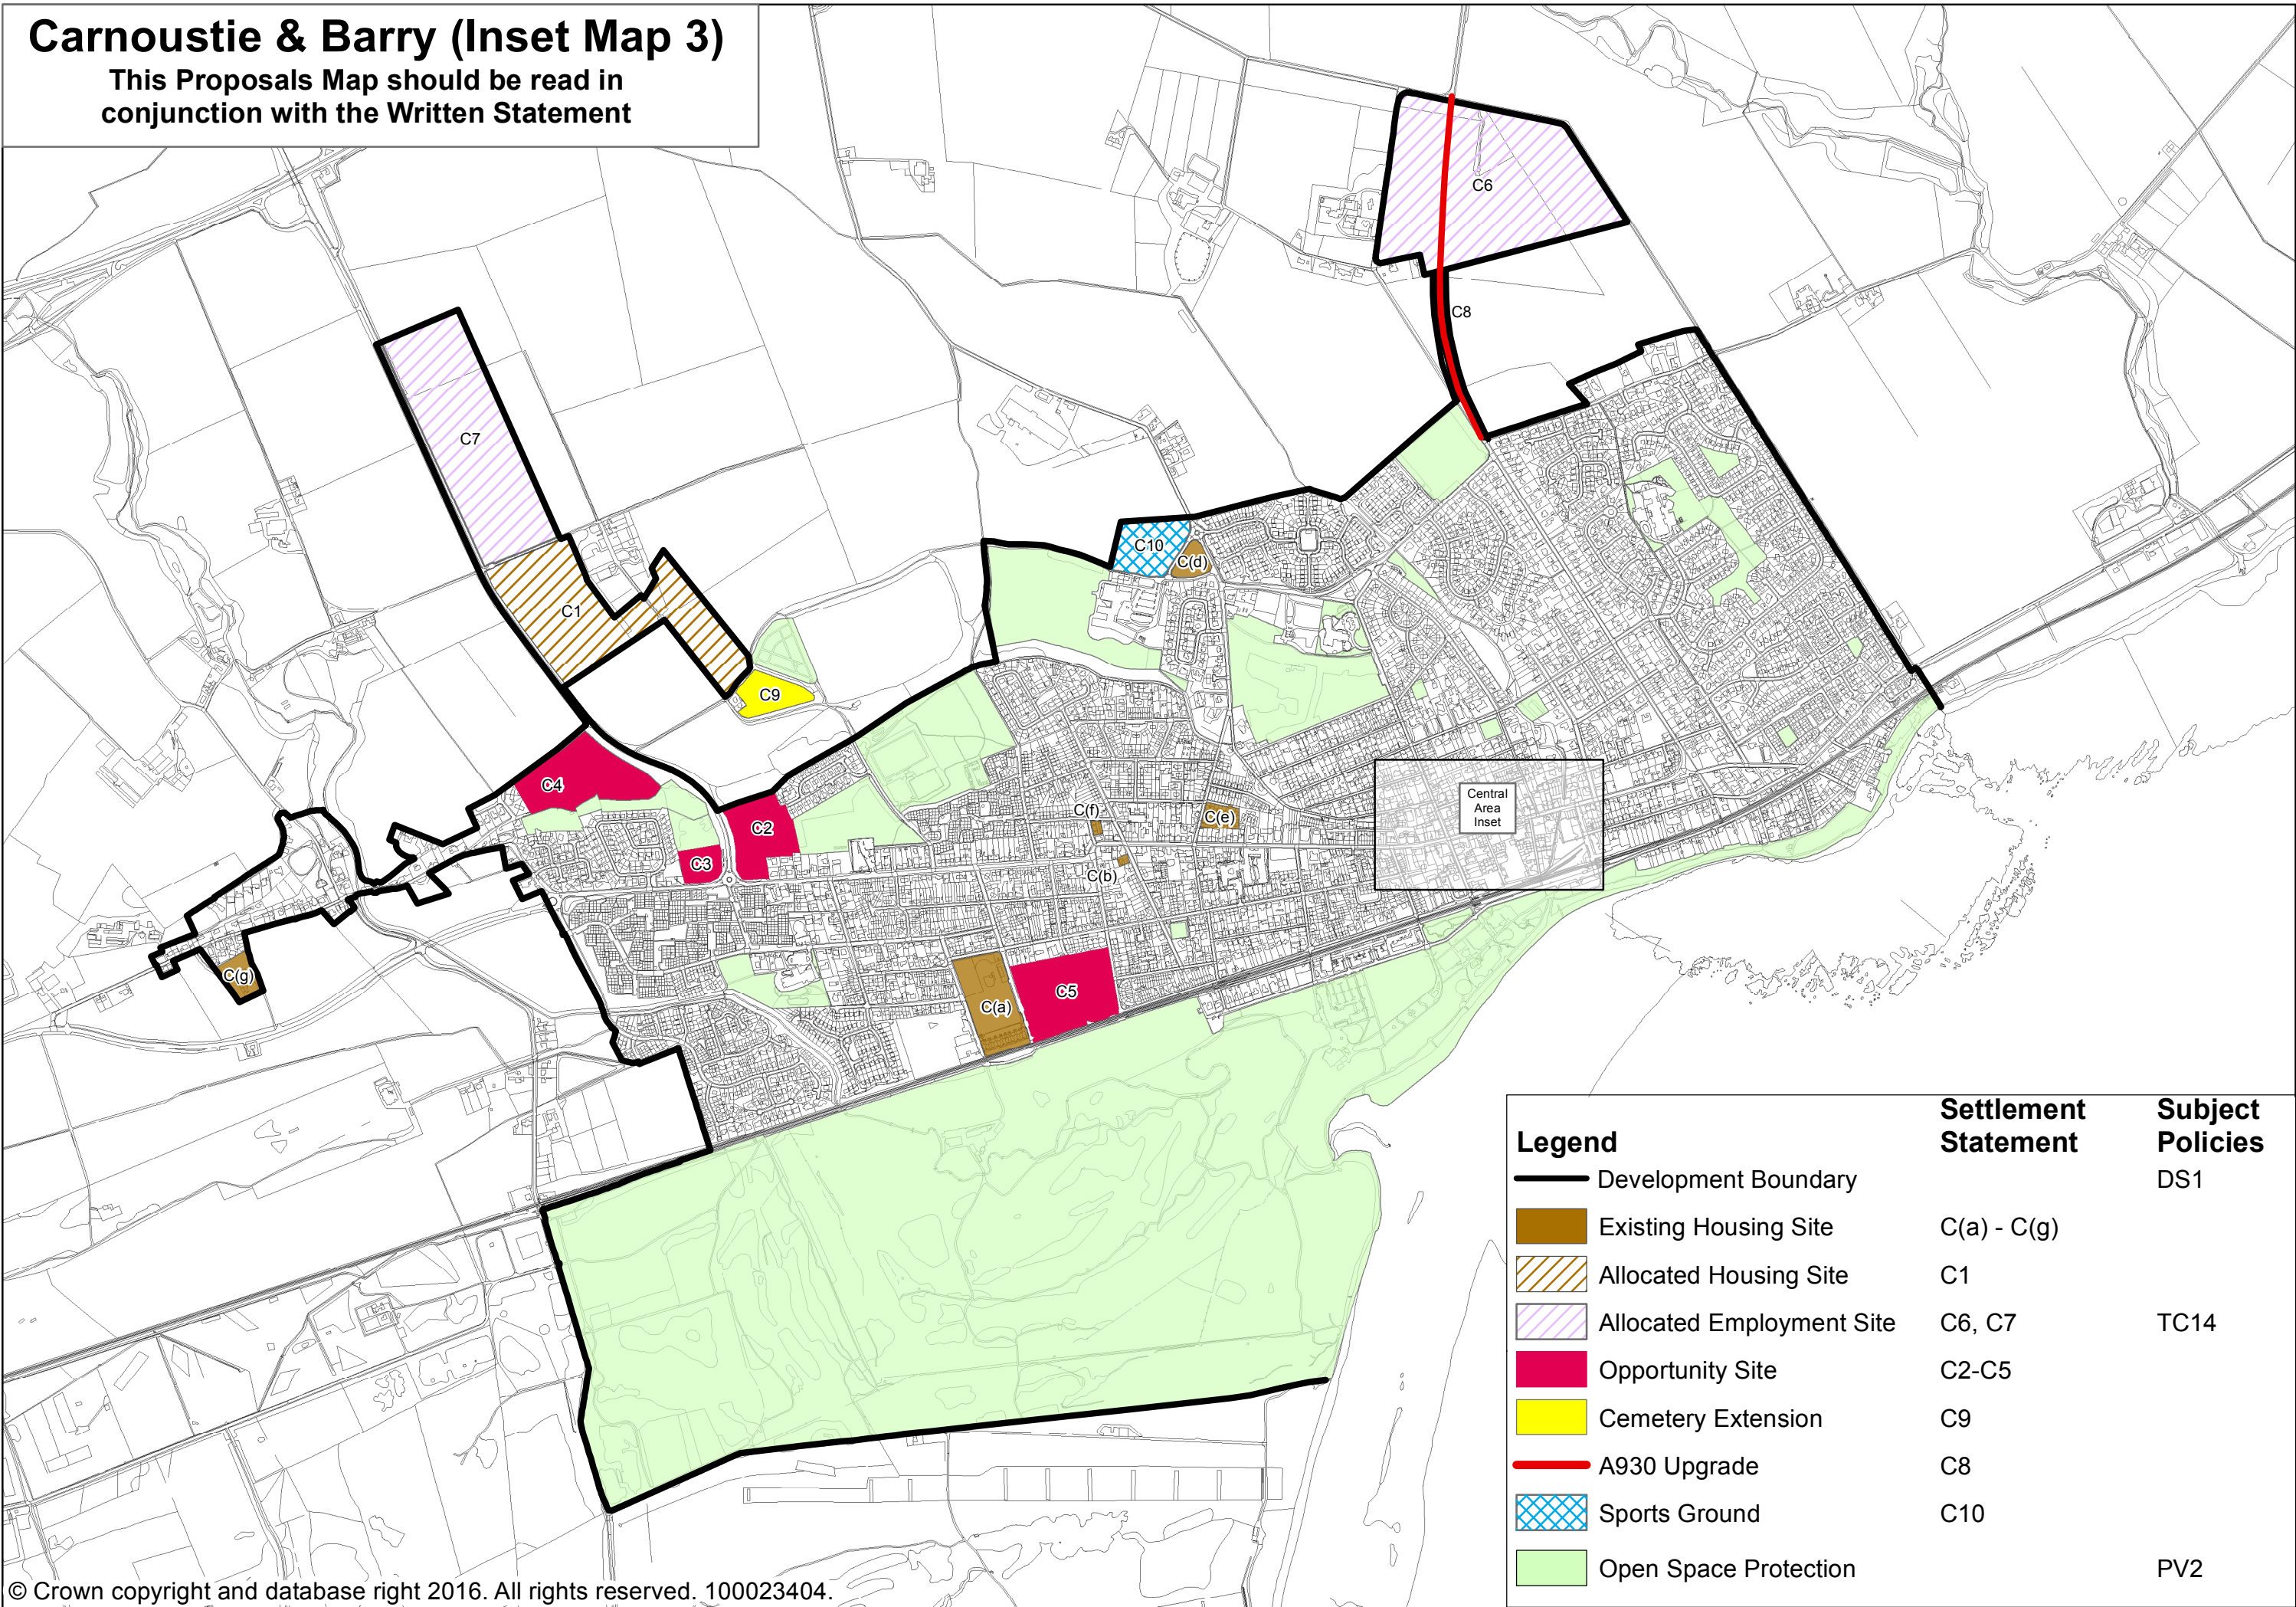 Carnoustie & Barry (Inset Map 3)
This Proposals Map should be read in
conjunction with the Written Statement
C6
C8
C7
C10
C(d)
C1
C9
C4
Central
Area
Inset
C(f)
C(e)
C2
C3
C(b)
C(g)
C5
C(a)
Legend
Settlement
Statement
Subject
Policies
Development Boundary DS1
Existing Housing Site C(a) - C(g)
Allocated Housing Site C1
Allocated Employment Site C6, C7 TC14
Opportunity Site C2-C5
Cemetery Extension C9
A930 Upgrade C8
Sports Ground C10
Open Space Protection PV2
© Crown copyright and database right 2016. All rights reserved. 100023404.